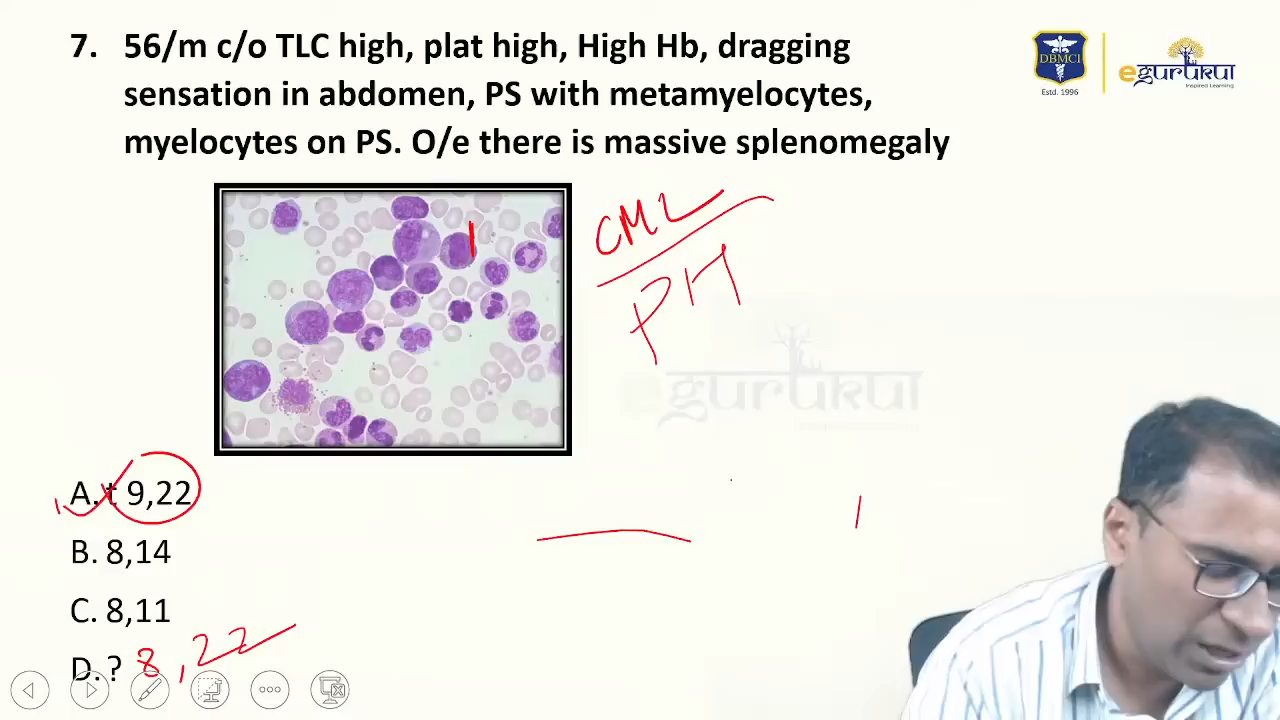 7. 56/m c/o TLC high, plat high, High Hb, dragging
sensation in abdomen, PS with metamyelocytes,
myelocytes on PS. O/e there is massive splenomegaly
DBMCI
Estd. 1996
egurukul
Inspired Learning
CML
PH
egurukul
A. t 9,22
B. 8,14
C. 8,11
D. ? 8,22